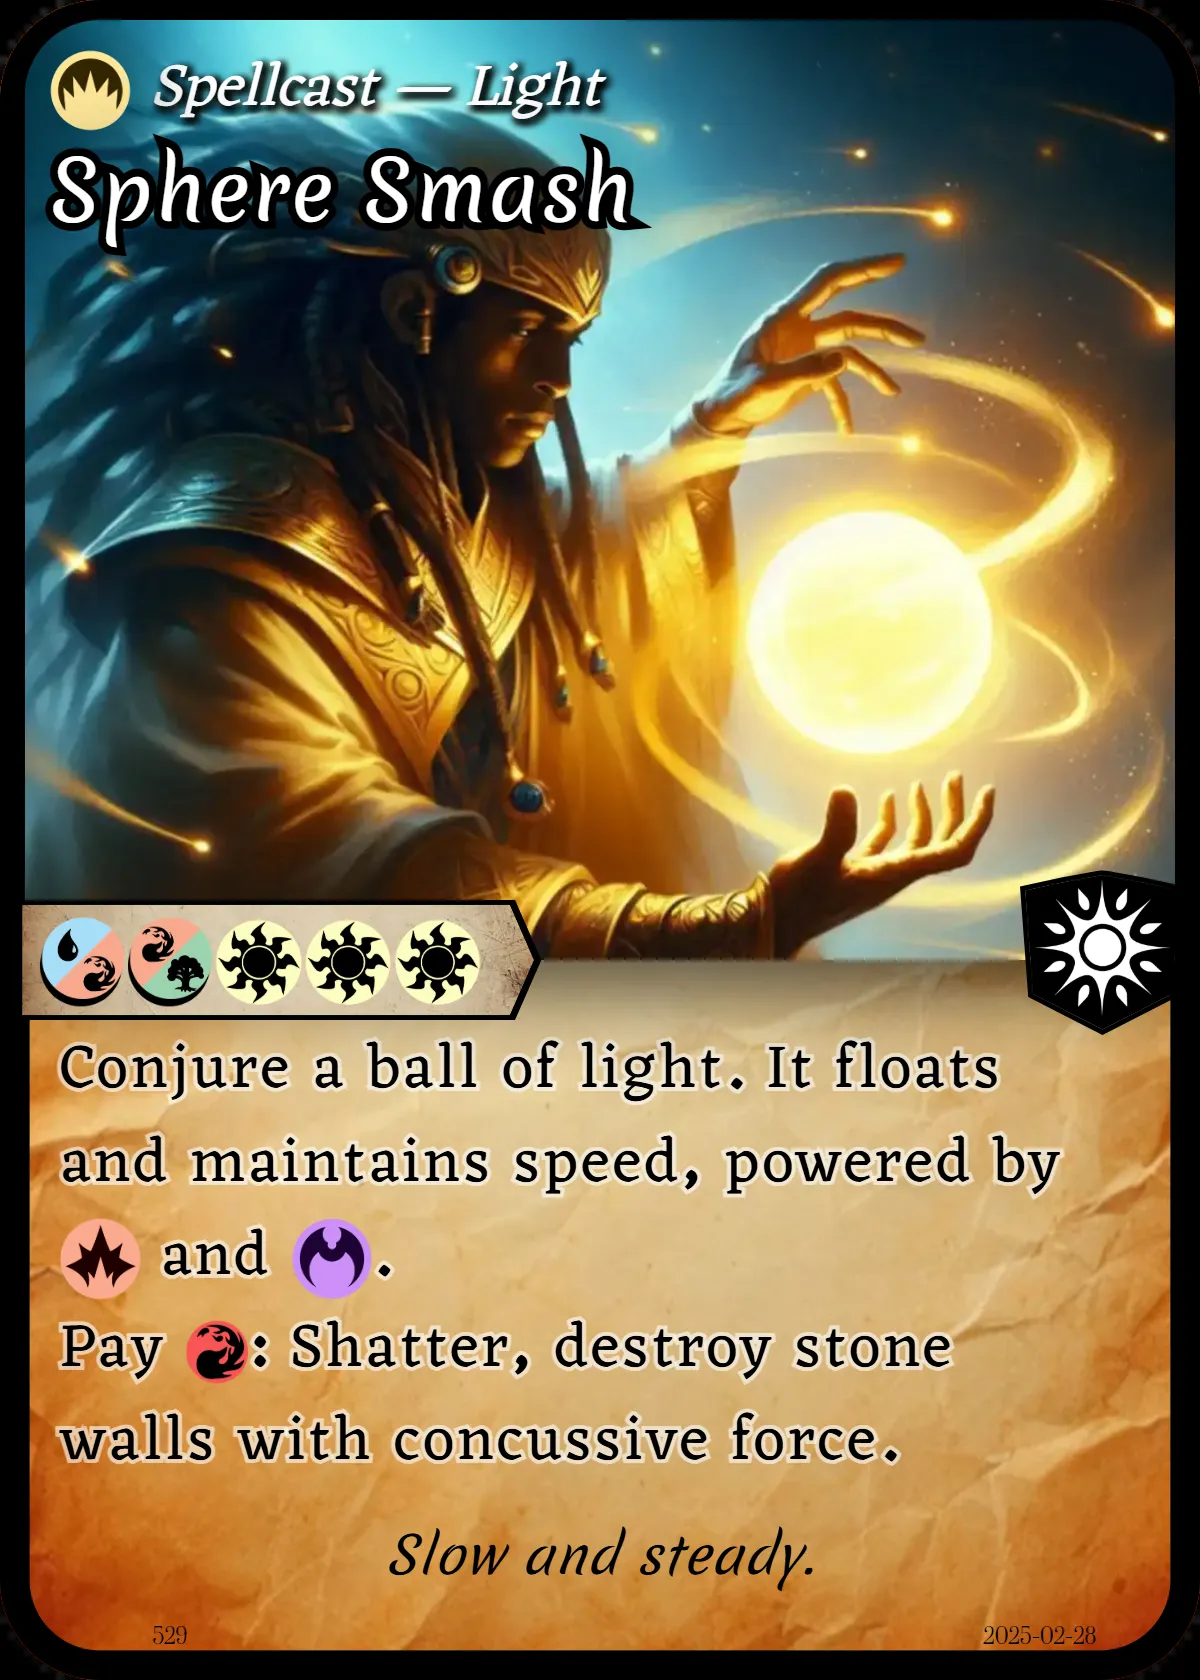 Spellcast — Light
Sphere Smash
Conjure a ball of light. It floats
and maintains speed, powered by
and .
Pay : Shatter, destroy stone
walls with concussive force.
Slow and steady.
529
2025-02-28